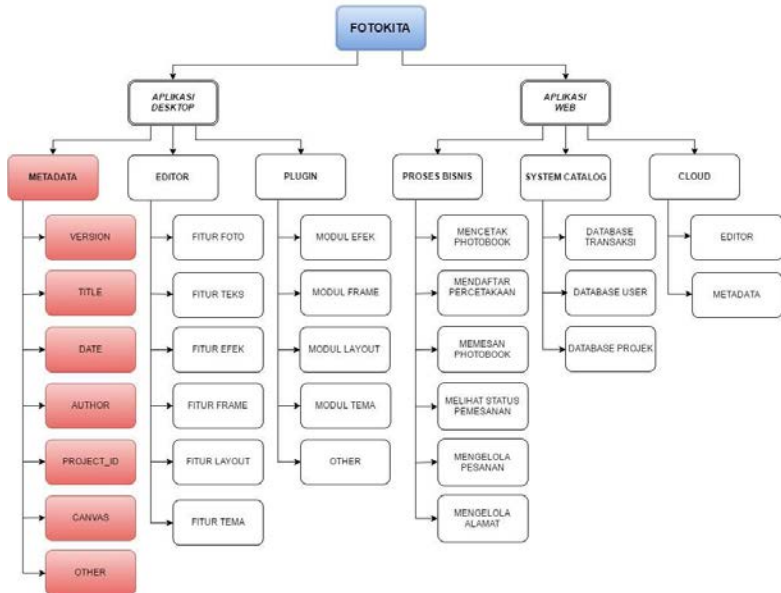 FOTOKITA
APLIKASI
DESKTOP
APLIKASI
WEB
METADATA
EDITOR
PLUGIN
PROSES BISNIS
SYSTEM CATALOG
CLOUD
VERSION
TITLE
DATE
AUTHOR
PROJECT_ID
CANVAS
OTHER
FITUR FOTO
FITUR TEKS
FITUR EFEK
FITUR FRAME
FITUR LAYOUT
FITUR TEMA
MODUL EFEK
MODUL FRAME
MODUL LAYOUT
MODUL TEMA
OTHER
MENCETAK
PHOTOBOOK
MENDAFTAR
PERCETAKAAN
MEMESAN
PHOTOBOOK
MELIHAT STATUS
PEMESANAN
MENGELOLA
PESANAN
MENGELOLA
ALAMAT
DATABASE
TRANSAKSI
DATABASE USER
DATABASE PROJEK
EDITOR
METADATA